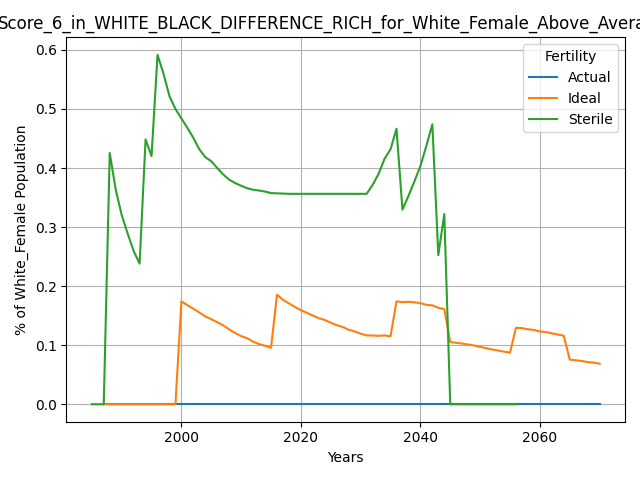 Score_6_in_WHITE_BLACK_DIFFERENCE_RICH_for_White_Female_Above_Avera
0.6
0.5
0.4
0.3
0.2
0.1
0.0
% of White_Female Population
Fertility
Actual
Ideal
Sterile
2000 2020 2040 2060
Years